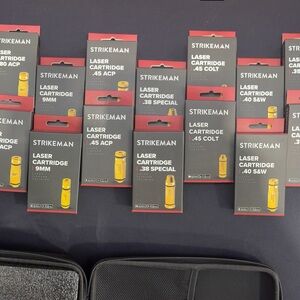 STRIKEMAN
LASER
CARTRIDGE
.45 ACP
STRIKEMAN
LASER
CARTRIDGE
.45 COLT
STRIKEMAN
LASER
CARTRIDGE
9MM
STRIKEMAN
LASER
CARTRIDGE
.38 SPECIAL
STRIKEMAN
LASER
CARTRIDGE
.40 S&W
STRIKEMAN
LASER
CARTRIDGE
.45 ACP
STRIKEMAN
LASER
CARTRIDGE
.45 COLT
STRIKEMAN
LASER
CARTRIDGE
9MM
STRIKEMAN
LASER
CARTRIDGE
.38 SPECIAL
STRIKEMAN
LASER
CARTRIDGE
.40 S&W